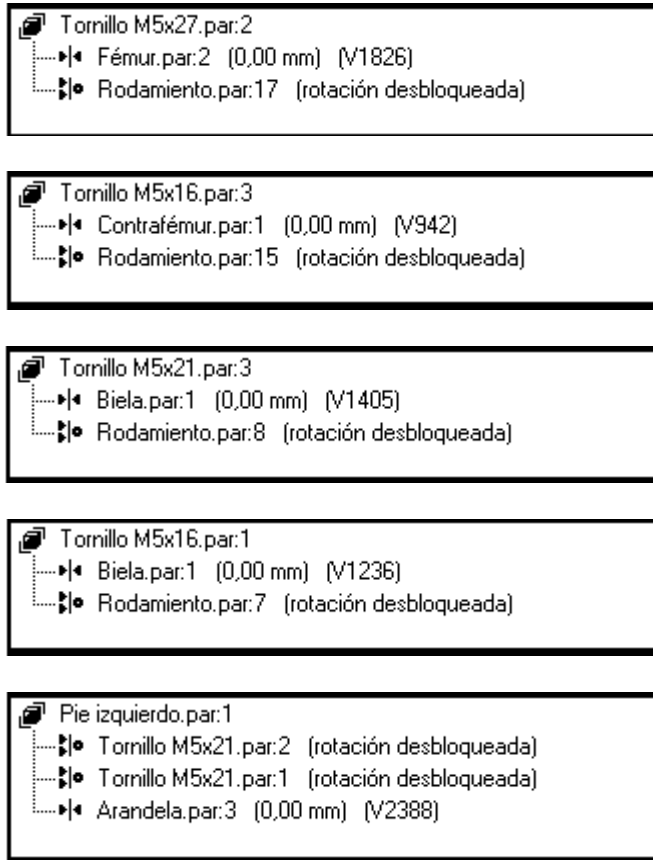 Tornillo M5x27.par:2
Fémur.par:2 (0,00 mm) (V1826)
Rodamiento.par:17 (rotación desbloqueada)
Tornillo M5x16.par:3
Contrafémur.par:1 (0,00 mm) (V942)
Rodamiento.par:15 (rotación desbloqueada)
Tornillo M5x21.par:3
Biela.par:1 (0,00 mm) (V1405)
Rodamiento.par:8 (rotación desbloqueada)
Tornillo M5x16.par:1
Biela.par:1 (0,00 mm) (V1236)
Rodamiento.par:7 (rotación desbloqueada)
Pie izquierdo.par:1
Tornillo M5x21.par:2 (rotación desbloqueada)
Tornillo M5x21.par:1 (rotación desbloqueada)
Arandela.par:3 (0,00 mm) (V2388)